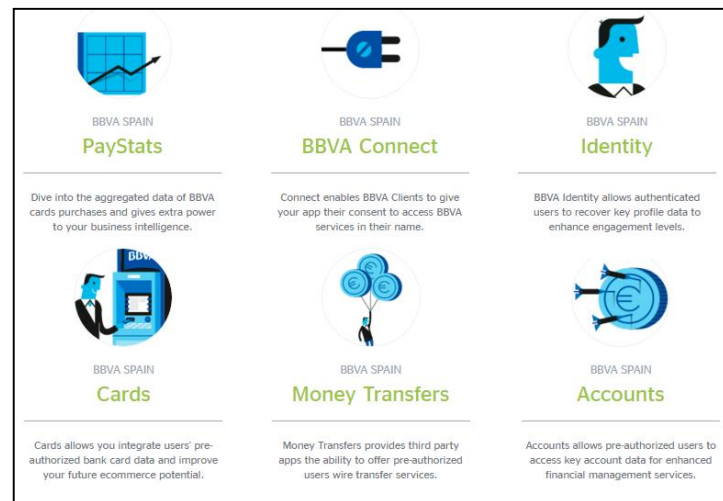 BBVA SPAIN
PayStats
Dive into the aggregated data of BBVA
cards purchases and gives extra power
to your business intelligence.
BBVA SPAIN
BBVA Connect
Connect enables BBVA Clients to give
your app their consent to access BBVA
services in their name.
BBVA SPAIN
Identity
BBVA Identity allows authenticated
users to recover key profile data to
enhance engagement levels.
BBVA
BBVA SPAIN
Cards
Cards allows you integrate users' pre-
authorized bank card data and improve
your future ecommerce potential.
BBVA SPAIN
Money Transfers
Money Transfers provides third party
apps the ability to offer pre-authorized
users wire transfer services.
BBVA SPAIN
Accounts
Accounts allows pre-authorized users to
access key account data for enhanced
financial management services.